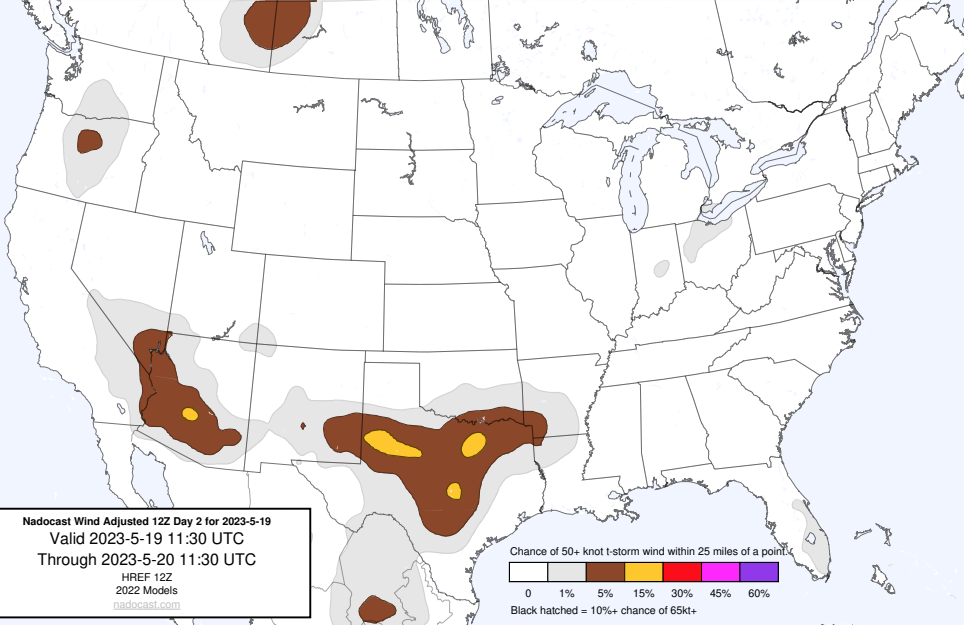 Nadocast Wind Adjusted 12Z Day 2 for 2023-5-19
Valid 2023-5-19 11:30 UTC
Through 2023-5-20 11:30 UTC
HREF 12Z
2022 Models
nadocast.com
Chance of 50+ knot t-storm wind within 25 miles of a point.
0 1% 5% 15% 30% 45% 60%
Black hatched = 10%+ chance of 65kt+